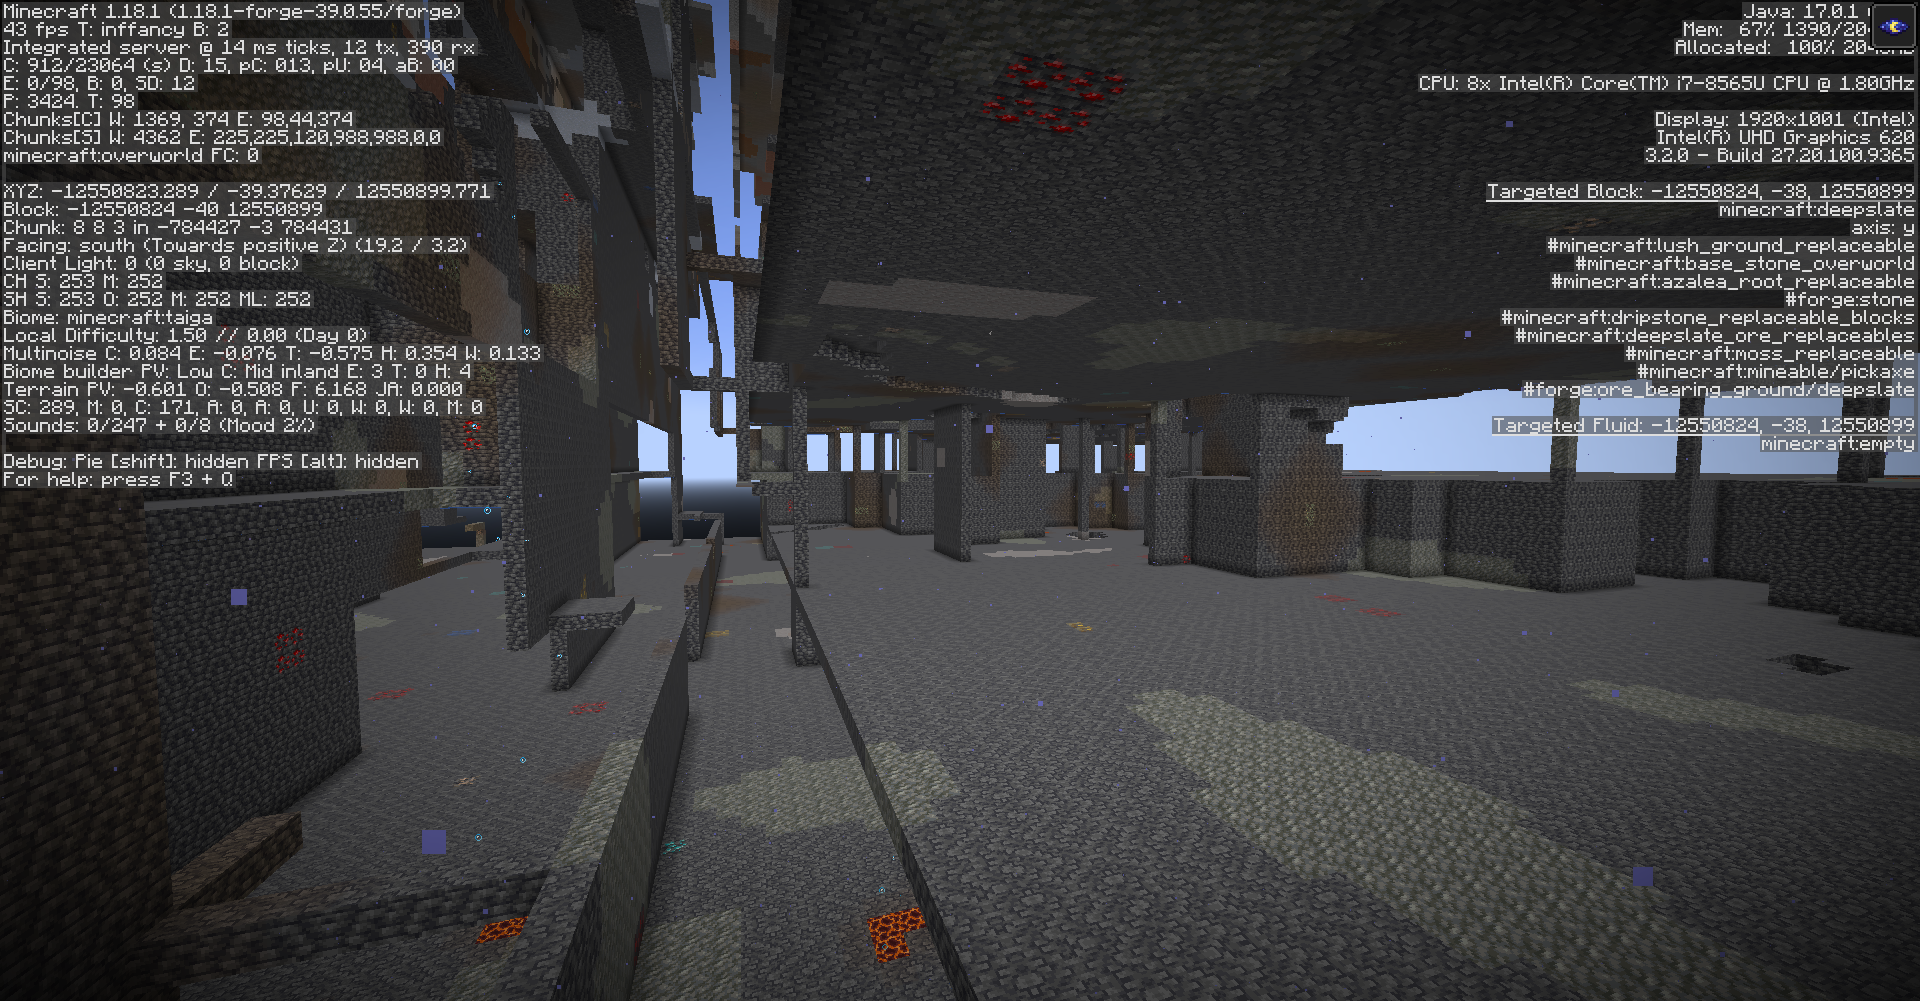 Minecraft 1.18.1 (1.18.1-forge-39.0.55/forge)
43 fps T: inffancy B: 2
Integrated server @ 14 ms ticks, 12 tx, 390 rx
C: 912/23064 (s) D: 15, pC: 013, pU: 04, aB: 00
E: 0/98, B: 0, SD: 12
P: 3424. T: 98
Chunks[C] W: 1369, 374 E: 98,44,374
Chunks[S] W: 4362 E: 225,225,120,988,988,0,0
minecraft:overworld FC: 0
XYZ: -12550823.289 / -39.37629 / 12550899.771
Block: -12550824 -40 12550899
Chunk: 8 8 3 in -784427 -3 784431
Facing: south (Towards positive Z) (19.2 / 3.2)
Client Light: 0 (0 sky, 0 block)
CH S: 253 M: 252
SH S: 253 O: 252 M: 252 ML: 252
Biome: minecraft:taiga
Local Difficulty: 1.50 // 0.00 (Day 0)
Multinoise C: 0.084 E: -0.076 T: -0.575 H: 0.354 W: 0.133
Biome builder PV: Low C: Mid inland E: 3 T: 0 H: 4
Terrain PV: -0.601 O: -0.508 F: 6.168 JA: 0.000
SC: 289, M: 0, C: 171, A: 0, A: 0, U: 0, W: 0, W: 0, M: 0
Sounds: 0/247 + 0/8 (Mood 2%)
Debug: Pie [shift]: hidden FPS [alt]: hidden
For help: press F3 + Q
Java: 17.0.1
Mem: 67% 1390/20
Allocated: 100% 204
CPU: 8x Intel(R) Core(TM) i7-8565U CPU @ 1.80GHz
Display: 1920x1001 (Intel)
Intel(R) UHD Graphics 620
3.2.0 - Build 27.20.100.9365
Targeted Block: -12550824, -38, 12550899
minecraft:deepslate
axis: y
#minecraft:lush_ground_replaceable
#minecraft:base_stone_overworld
#minecraft:azalea_root_replaceable
#forge:stone
#minecraft:dripstone_replaceable_blocks
#minecraft:deepslate_ore_replaceables
#minecraft:moss_replaceable
#minecraft:mineable/pickaxe
#forge:ore_bearing_ground/deepslate
Targeted Fluid: -12550824, -38, 12550899
minecraft:empty